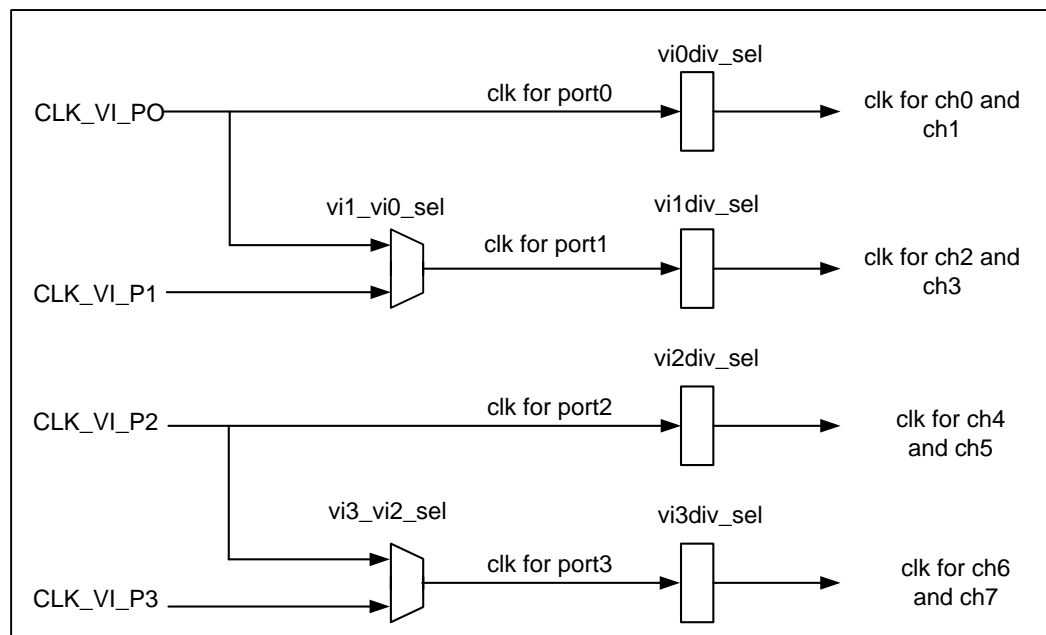 vi0div_sel
clk for port0
CLK_VI_PO
clk for ch0 and
ch1
vi1_vi0_sel
vi1div_sel
clk for port1
clk for ch2 and
ch3
CLK_VI_P1
vi2div_sel
clk for port2
CLK_VI_P2
clk for ch4
and ch5
vi3_vi2_sel
vi3div_sel
clk for port3
clk for ch6
and ch7
CLK_VI_P3